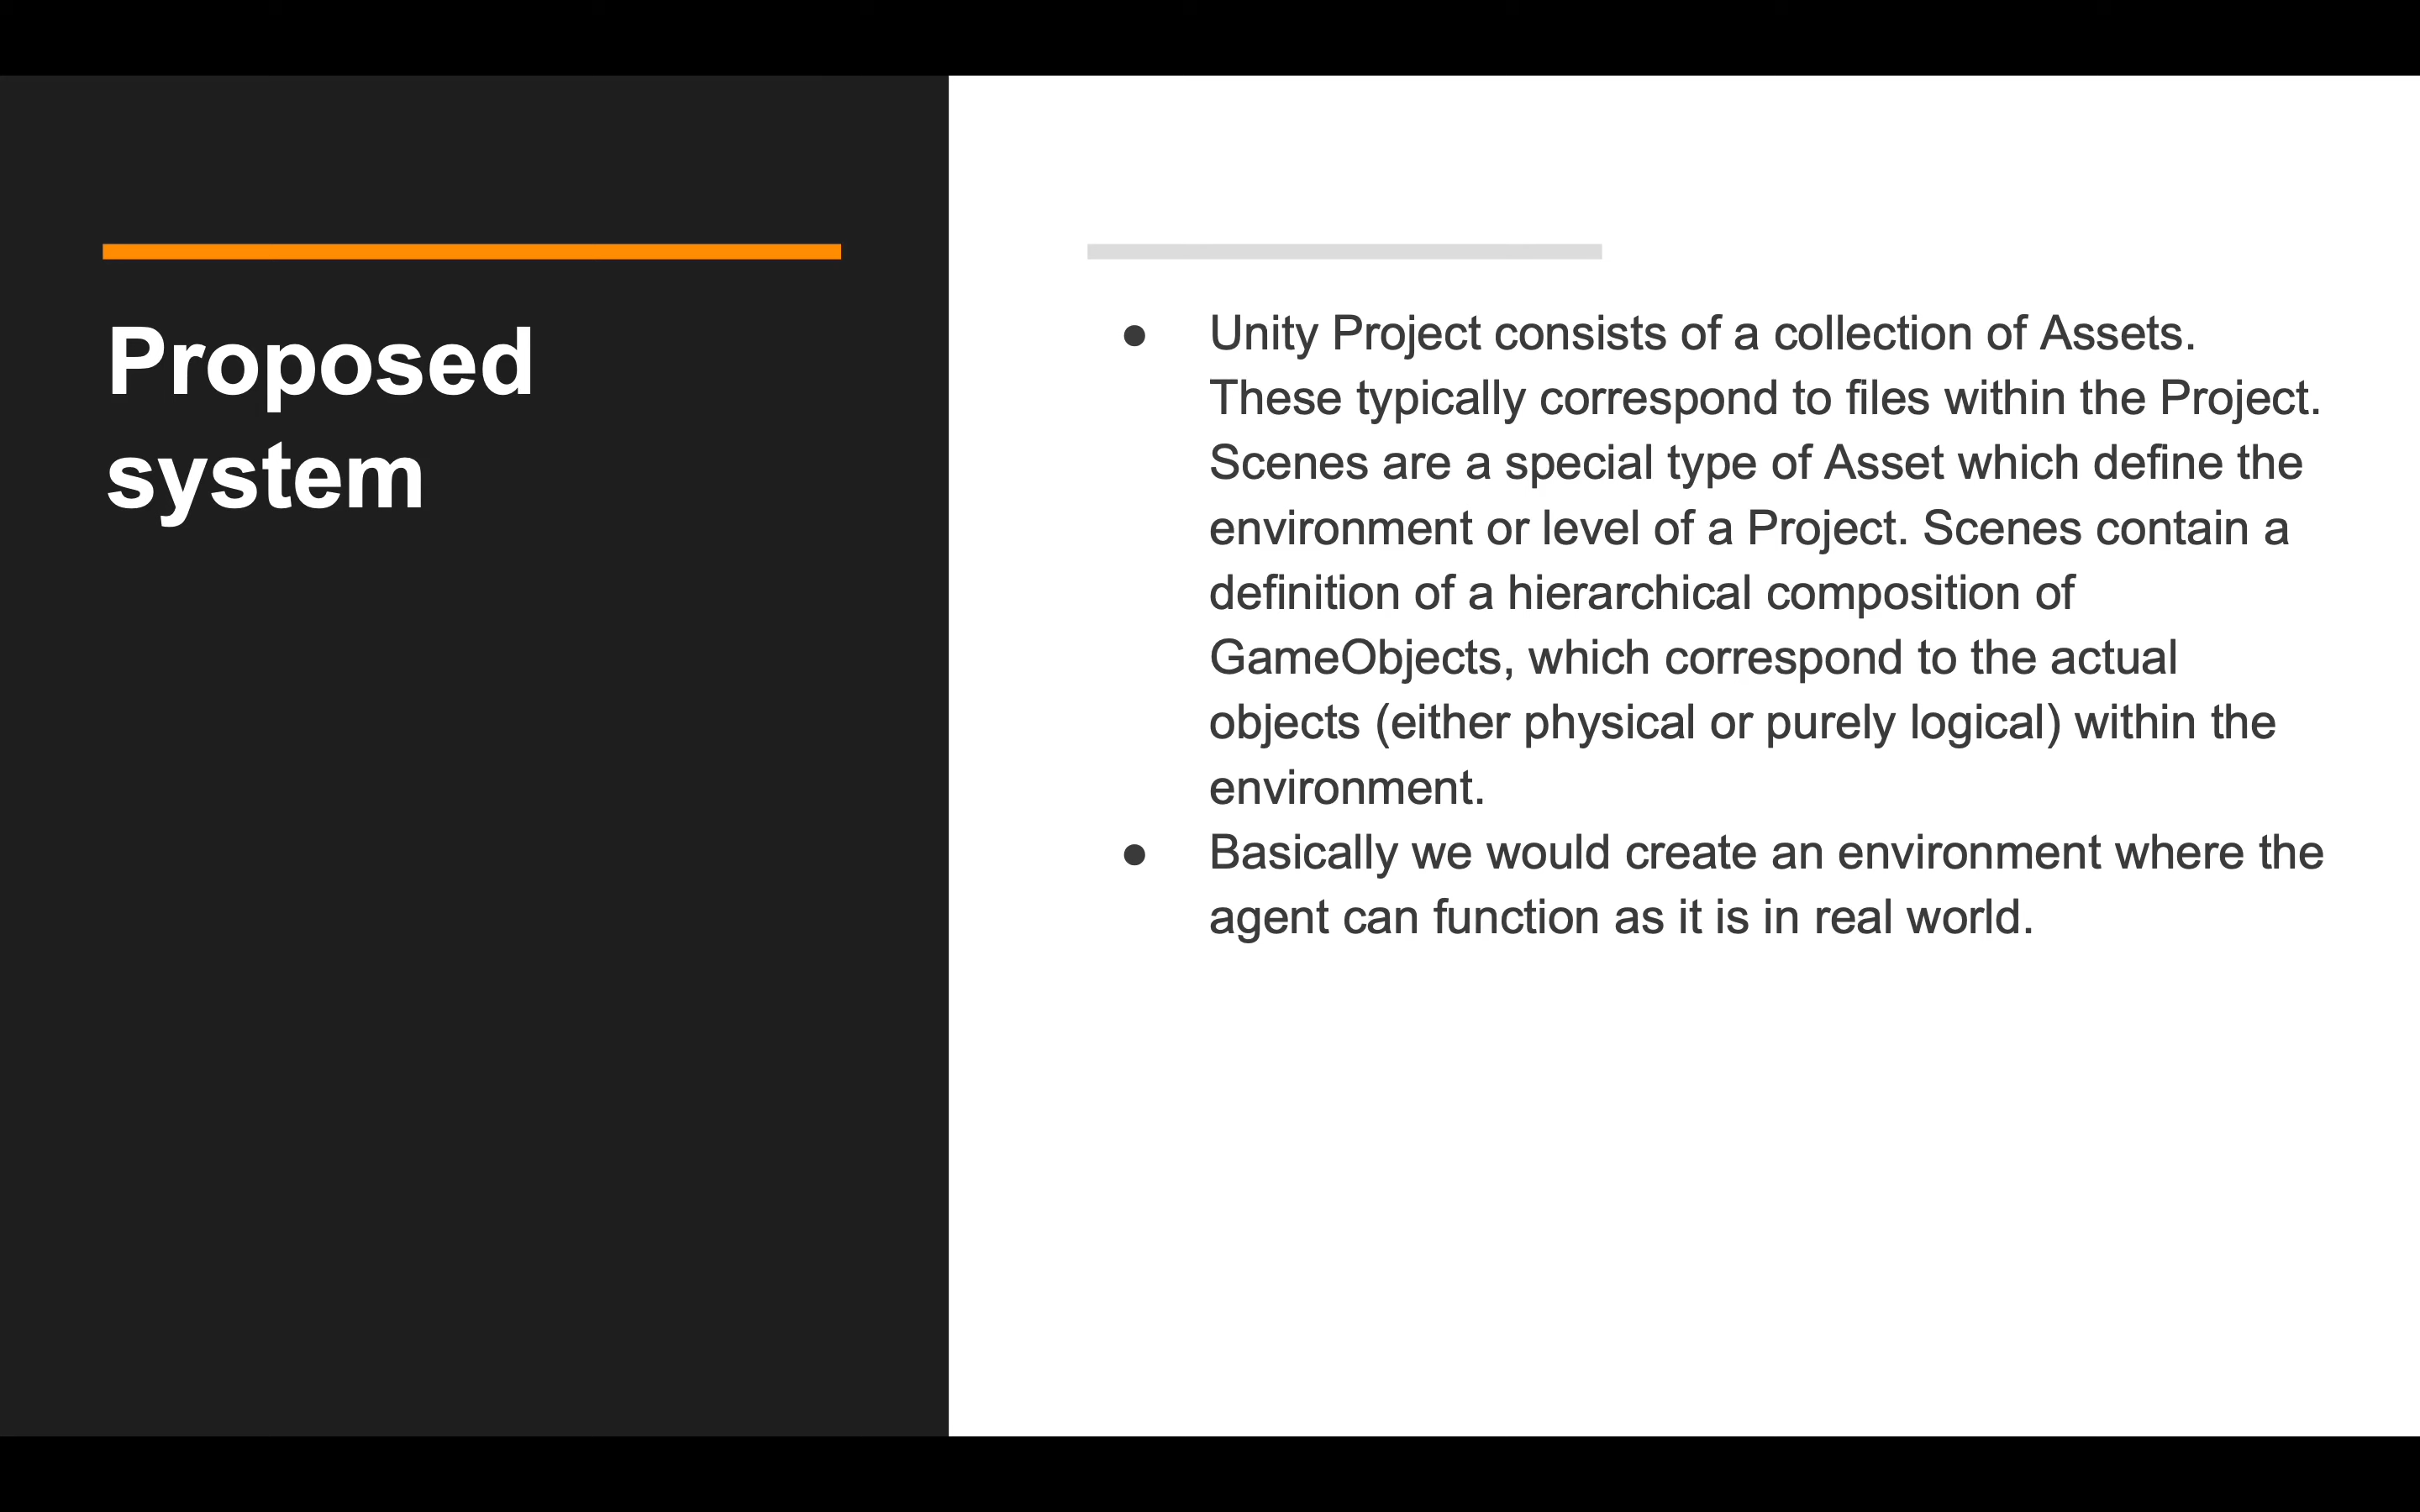 Proposed
system
● Unity Project consists of a collection of Assets.
These typically correspond to files within the Project.
Scenes are a special type of Asset which define the
environment or level of a Project. Scenes contain a
definition of a hierarchical composition of
GameObjects, which correspond to the actual
objects (either physical or purely logical) within the
environment.
● Basically we would create an environment where the
agent can function as it is in real world.